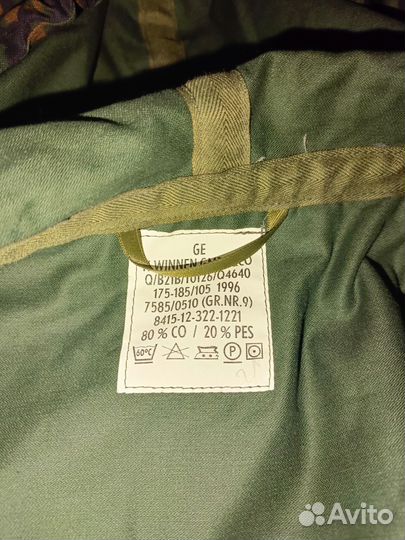 GE
WINNEN
Q/B21B/10126/Q4640
175-185/105 1996
7585/0510 (GR.NR.9)
8415-12-322-1221
80% CO / 20% PES
60°C P
Avito